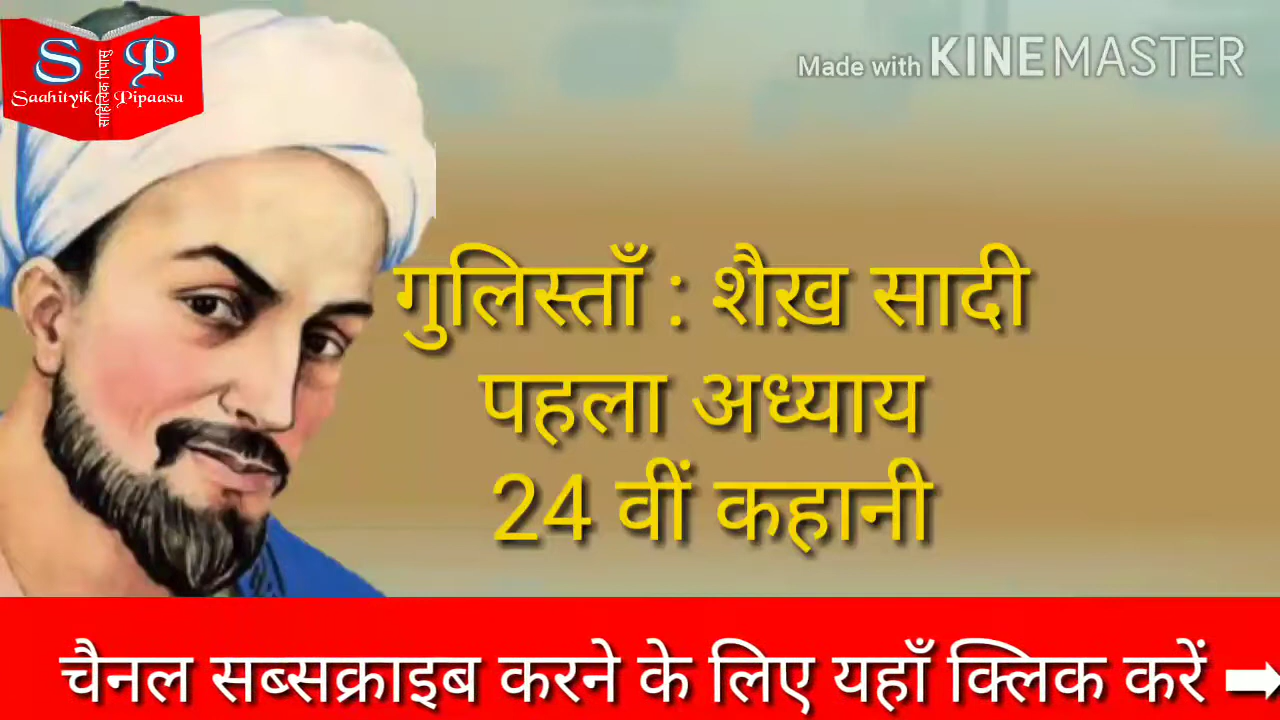 S P
Saahityik Pipaasu
साहित्यिक पिपासु
Made with KINEMASTER
गुलिस्ताँ : शैख़ सादी
पहला अध्याय
24 वीं कहानी
चैनल सब्सक्राइब करने के लिए यहाँ क्लिक करें